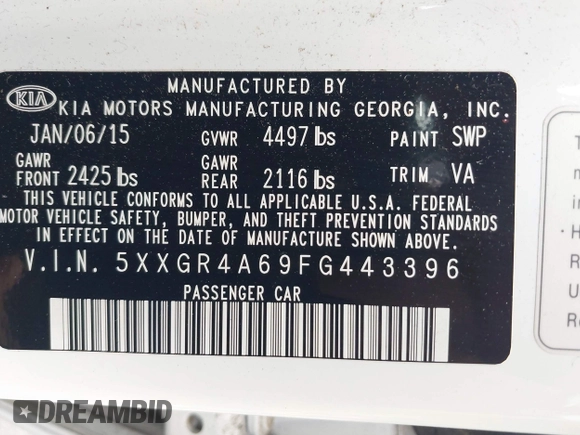 KIA
MANUFACTURED BY
KIA MOTORS MANUFACTURING GEORGIA, INC.
JAN/06/15 GVWR 4497 lbs PAINT SWP
GAWR FRONT 2425 lbs GAWR REAR 2116 lbs TRIM VA
THIS VEHICLE CONFORMS TO ALL APPLICABLE U.S.A. FEDERAL
MOTOR VEHICLE SAFETY, BUMPER, AND THEFT PREVENTION STANDARDS
IN EFFECT ON THE DATE OF MANUFACTURE SHOWN ABOVE.
V.I.N. 5XXGR4A69FG443396
PASSENGER CAR
DREAMBID